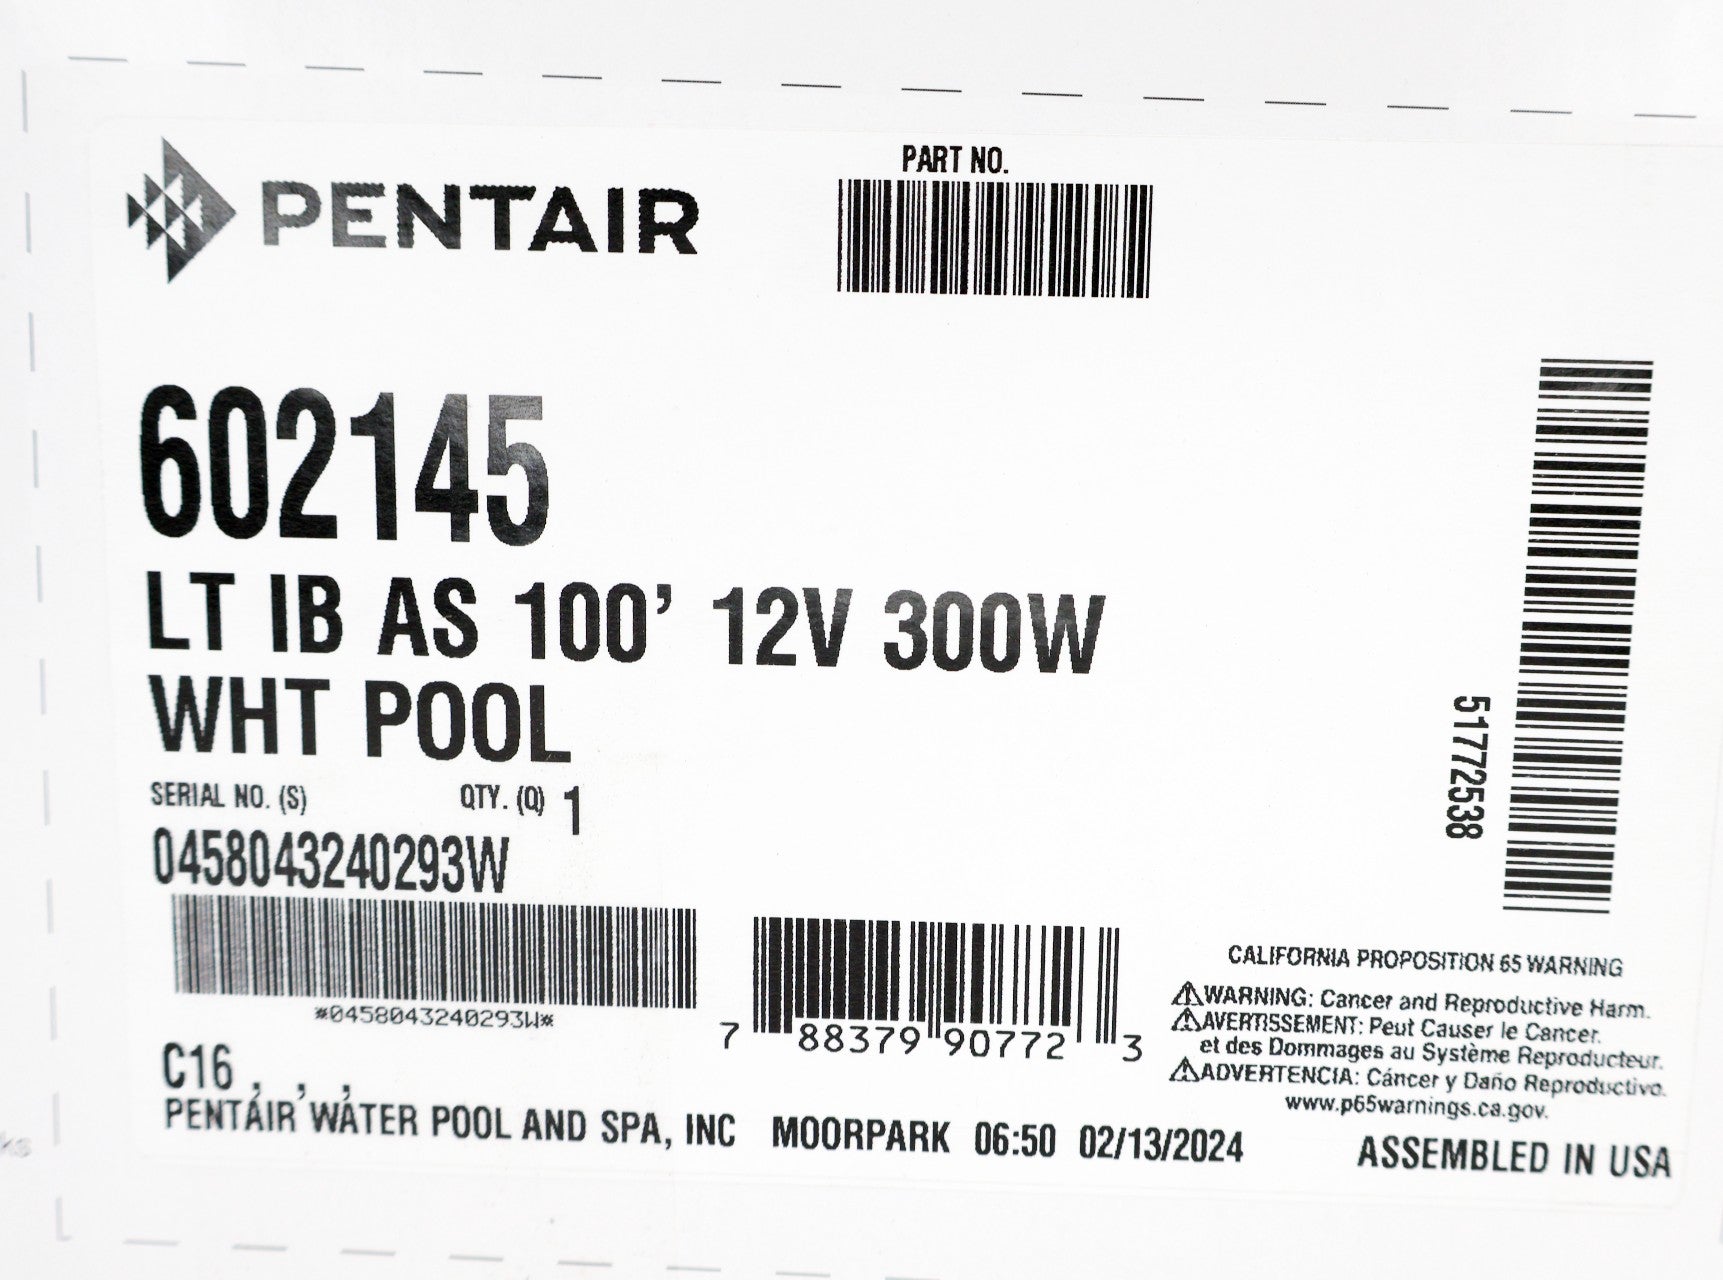 PENTAIR
PART NO.
602145
LT IB AS 100' 12V 300W
WHT POOL
SERIAL NO. (S) QTY. (Q) 1
0458043240293W
*0458043240293W*
7 88379 90772 3
51772538
CALIFORNIA PROPOSITION 65 WARNING
⚠WARNING: Cancer and Reproductive Harm.
⚠AVERTISSEMENT: Peut Causer le Cancer.
et des Dommages au Système Reproducteur.
⚠ADVERTENCIA: Cáncer y Daño Reproductivo.
www.p65warnings.ca.gov.
C16 , , ,
PENTAIR WATER POOL AND SPA, INC MOORPARK 06:50 02/13/2024
ASSEMBLED IN USA